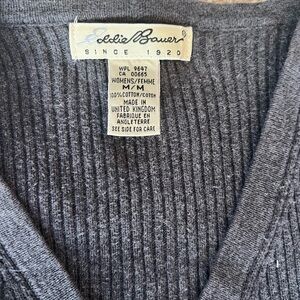 Eddie Bauer
SINCE 1920
WPL 9647
CA 00665
WOMENS/FEMME
M/M
100%COTTON/COTON
MADE IN
UNITED KINGDOM
FABRIQUE EN
ANGLETERRE
SEE SIDE FOR CARE